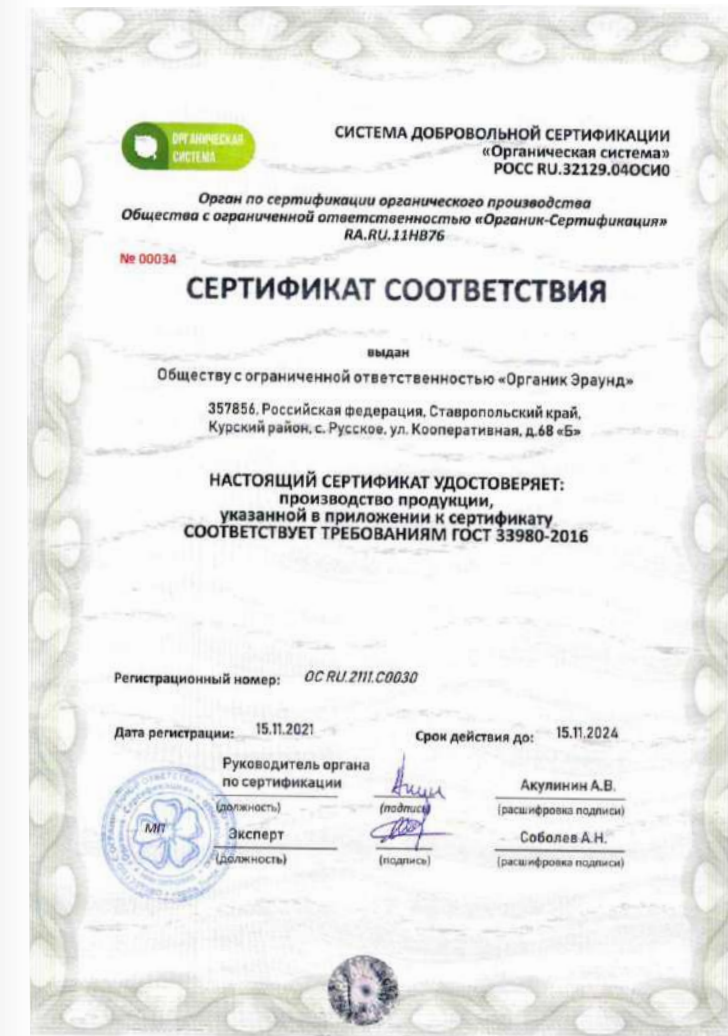 ОРГАНИЧЕСКАЯ
СИСТЕМА
СИСТЕМА ДОБРОВОЛЬНОЙ СЕРТИФИКАЦИИ
«Органическая система»
РОСС RU.32129.04ОСИ0
Орган по сертификации органического производства
Общества с ограниченной ответственностью «Органик-Сертификация»
RA.RU.11НВ76
№ 00034
СЕРТИФИКАТ СООТВЕТСТВИЯ
выдан
Обществу с ограниченной ответственностью «Органик Эраунд»
357856, Российская федерация, Ставропольский край,
Курский район, с. Русское, ул. Кооперативная, д.68 «Б»
НАСТОЯЩИЙ СЕРТИФИКАТ УДОСТОВЕРЯЕТ:
производство продукции,
указанной в приложении к сертификату
СООТВЕТСТВУЕТ ТРЕБОВАНИЯМ ГОСТ 33980-2016
Регистрационный номер: OC RU.2111.C0030
Дата регистрации: 15.11.2021 Срок действия до: 15.11.2024
Руководитель органа
по сертификации Акулинин А.В.
(должность) (подпись) (расшифровка подписи)
МП Эксперт Соболев А.Н.
(должность) (подпись) (расшифровка подписи)